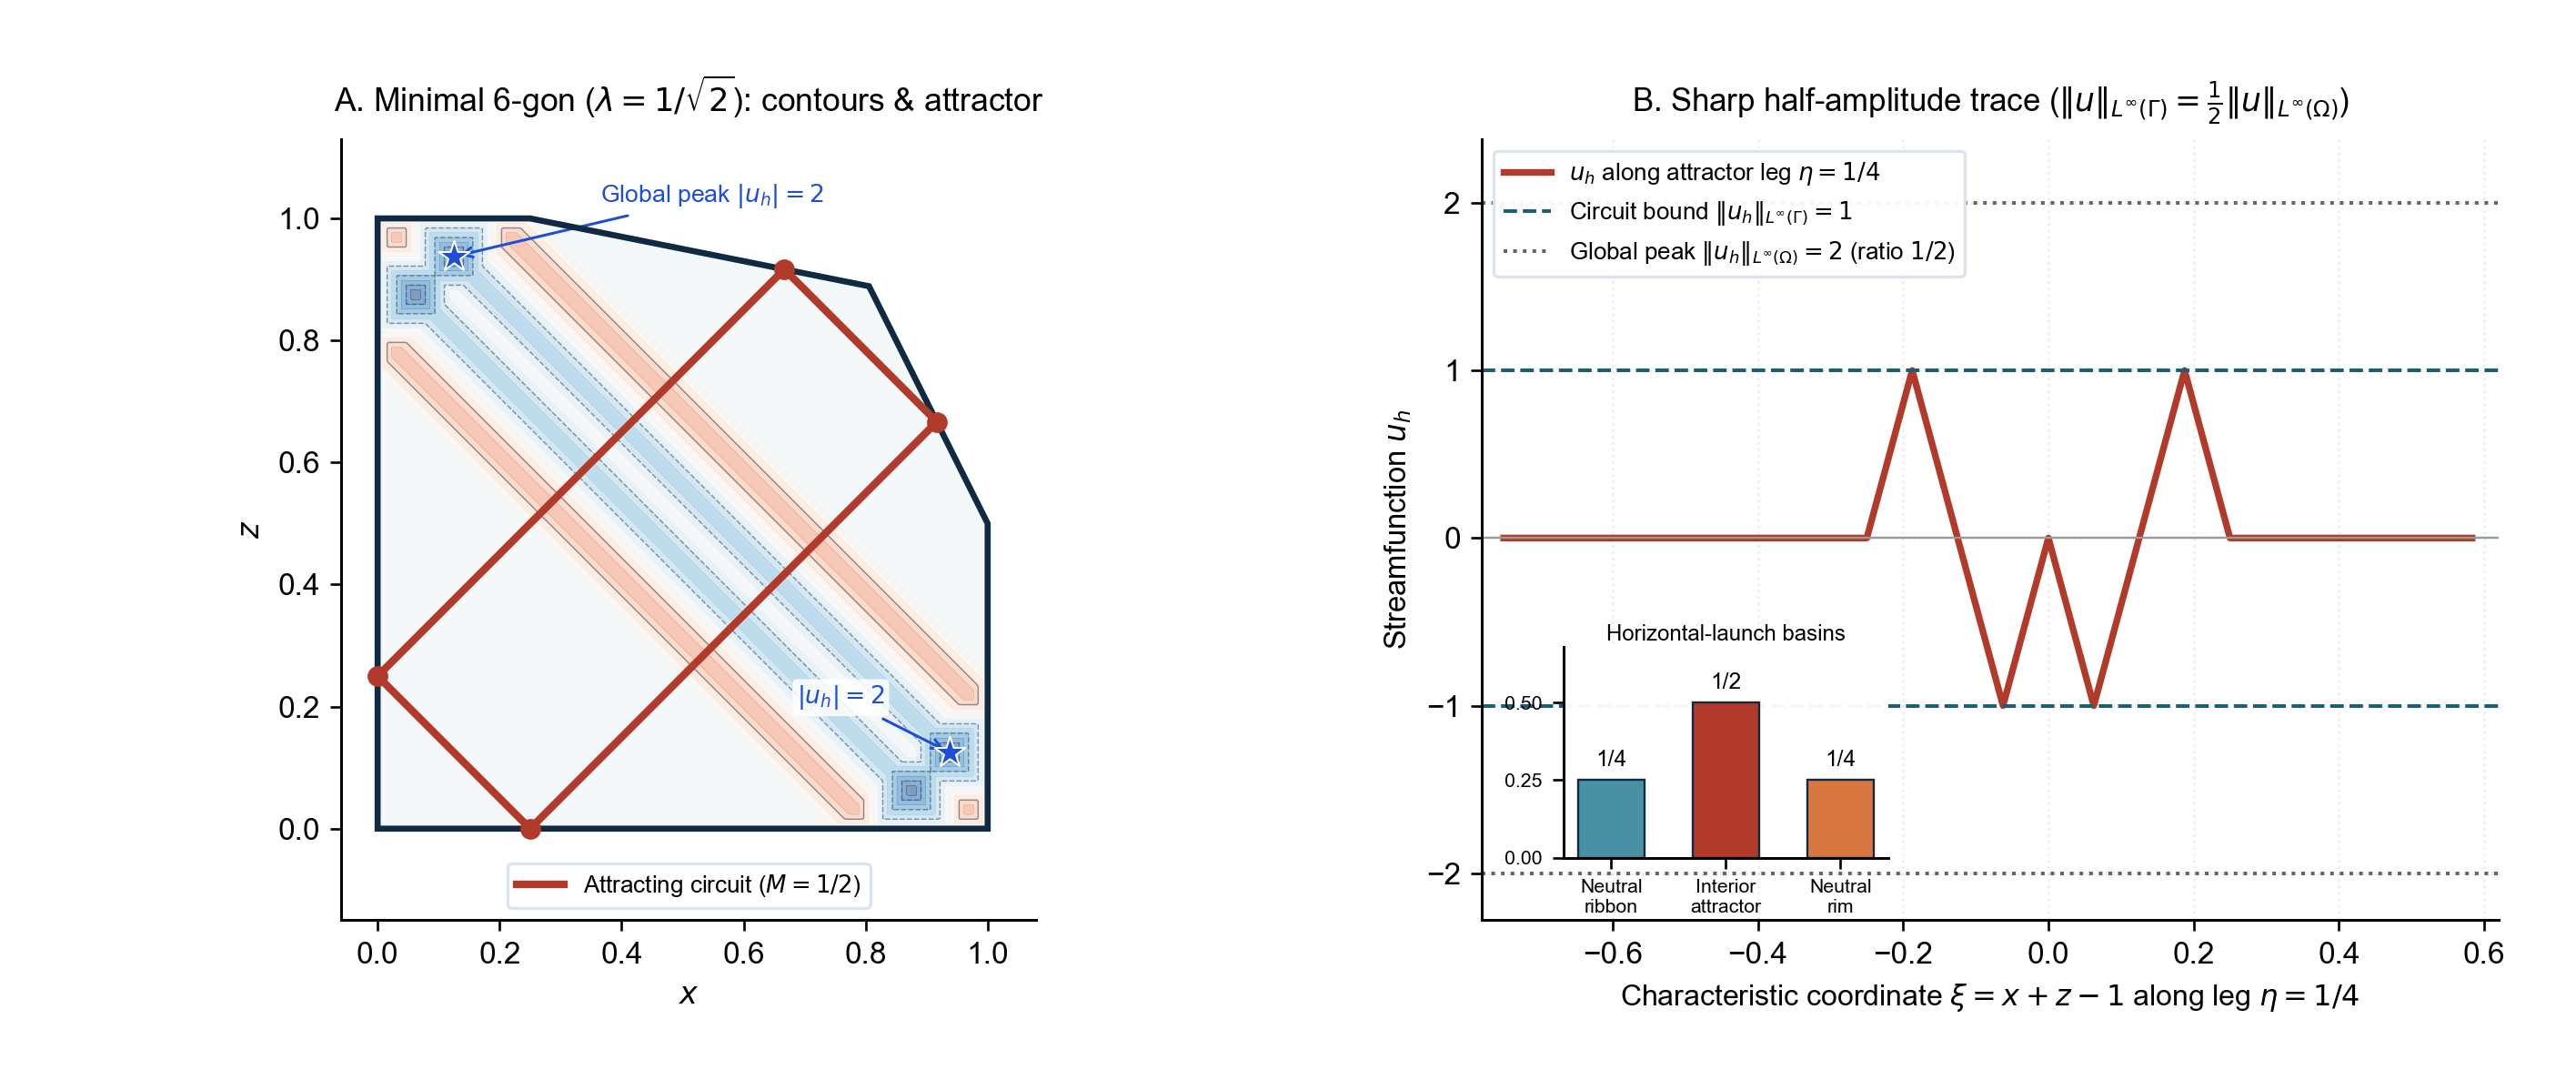 A. Minimal 6-gon (λ = 1/√2): contours & attractor
Global peak |u_h| = 2
|u_h| = 2
1.0
0.8
0.6
0.4
0.2
0.0
z
0.0 0.2 0.4 0.6 0.8 1.0
x
Attracting circuit (M = 1/2)
B. Sharp half-amplitude trace (‖u‖_{L^∞(Γ)} = 1/2‖u‖_{L^∞(Ω)})
u_h along attractor leg η = 1/4
Circuit bound ‖u_h‖_{L^∞(Γ)} = 1
Global peak ‖u_h‖_{L^∞(Ω)} = 2 (ratio 1/2)
2
1
0
−1
−2
Streamfunction u_h
Horizontal-launch basins
0.50
0.25
0.00
1/4
1/2
1/4
Neutral
ribbon
Interior
attractor
Neutral
rim
−0.6 −0.4 −0.2 0.0 0.2 0.4 0.6
Characteristic coordinate ξ = x + z − 1 along leg η = 1/4